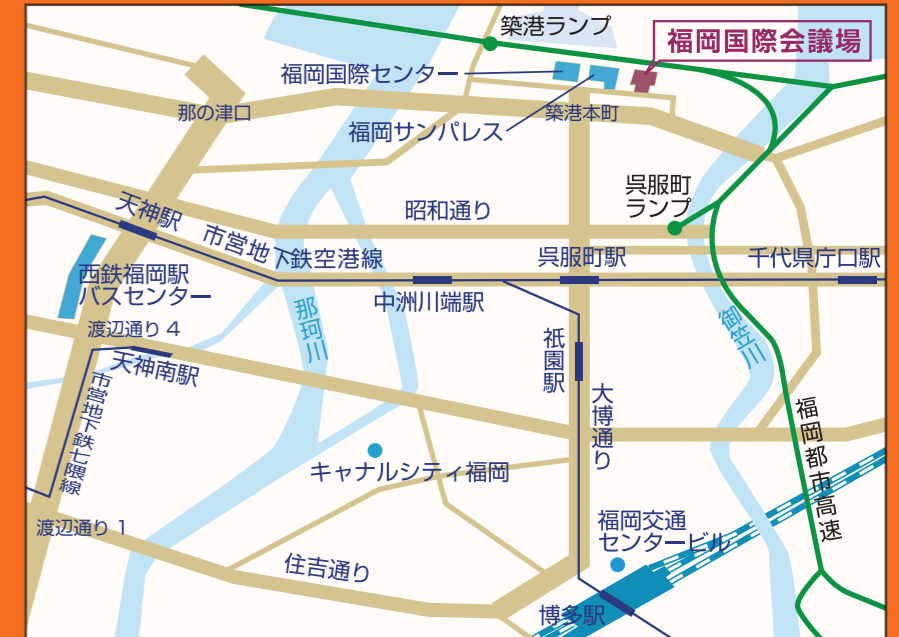 築港ランプ
福岡国際会議場
福岡国際センター
那の津口
築港本町
福岡サンパレス
呉服町
ランプ
天神駅
昭和通り
市営地下鉄空港線
呉服町駅
千代県庁口駅
西鉄福岡駅
バスセンター
中洲川端駅
那珂川
御笠川
渡辺通り4
天神南駅
祇園駅
市営地下鉄七隈線
大博通り
福岡都市高速
キャナルシティ福岡
渡辺通り1
福岡交通
センタービル
住吉通り
博多駅